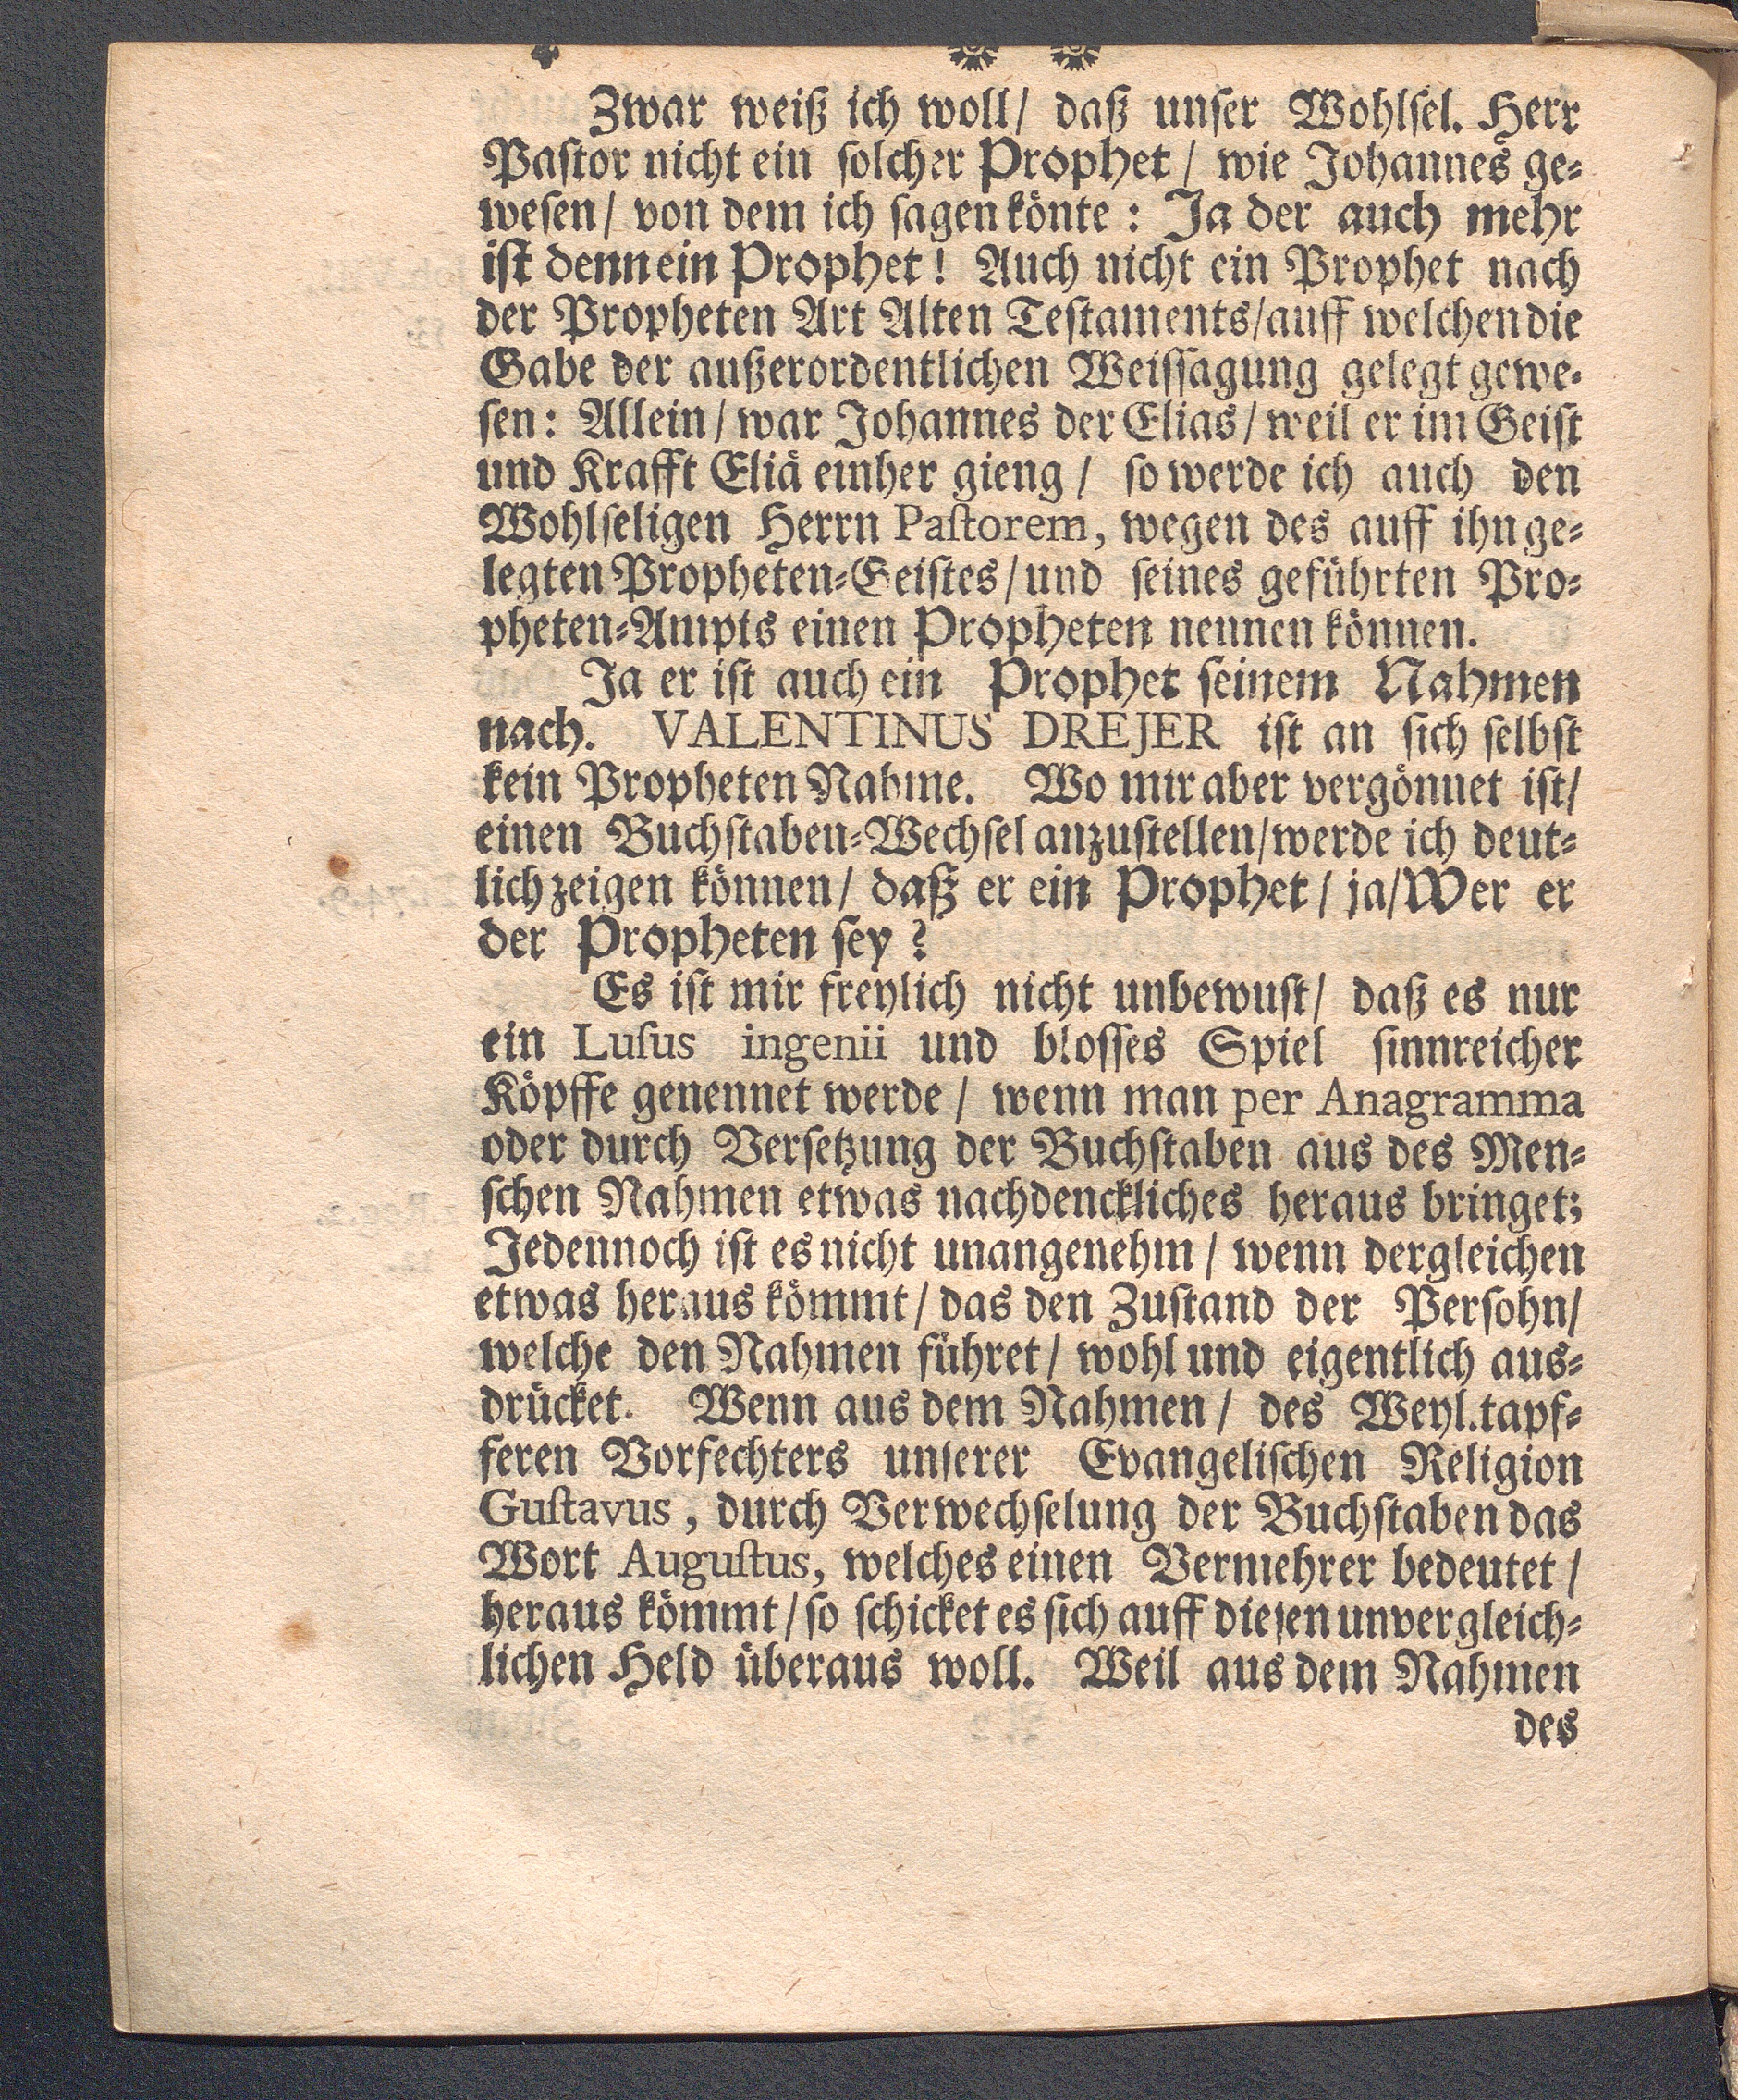 Zwar weiß ich woll/ daß unſer Wohlſel. Herr
Paſtor nicht ein ſolcher Prophet/ wie Johannes ge⸗
weſen/ von dem ich ſagen könte: Ja der auch mehr
iſt denn ein Prophet! Auch nicht ein Prophet nach
der Propheten Art Alten Teſtaments/ auff welchen die
Gabe der außerordentlichen Weiſſagung gelegt gewe⸗
ſen: Allein/ war Johannes der Elias/ weil er im Geiſt
und Krafft Eliä einher gieng/ ſo werde ich auch den
Wohlſeligen Herrn Paſtorem, wegen des auff ihn ge⸗
legten Propheten⸗Geiſtes/ und ſeines geführten Pro⸗
pheten⸗Ampts einen Propheten nennen können.
Ja er iſt auch ein Prophet ſeinem Nahmen
nach. VALENTINUS DREJER iſt an ſich ſelbſt
kein Propheten Nahme. Wo mir aber vergönnet iſt/
einen Buchſtaben⸗Wechſel anzuſtellen/ werde ich deut⸗
lich zeigen können/ daß er ein Prophet/ ja/ Wer er
der Propheten ſey?
Es iſt mir freylich nicht unbewuſt/ daß es nur
ein Luſus ingenii und bloſſes Spiel ſinnreicher
Köpffe genennet werde/ wenn man per Anagramma
oder durch Verſetzung der Buchſtaben aus des Men⸗
ſchen Nahmen etwas nachdenckliches heraus bringet;
Jedennoch iſt es nicht unangenehm/ wenn dergleichen
etwas heraus kömmt/ das den Zuſtand der Perſohn/
welche den Nahmen führet/ wohl und eigentlich aus⸗
drücket. Wenn aus dem Nahmen/ des Weyl. tapf⸗
feren Vorfechters unſerer Evangeliſchen Religion
Guſtavus, durch Verwechſelung der Buchſtaben das
Wort Auguſtus, welches einen Vermehrer bedeutet/
heraus kömmt/ ſo ſchicket es ſich auff dieſen unvergleich⸗
lichen Held überaus woll. Weil aus dem Nahmen
des